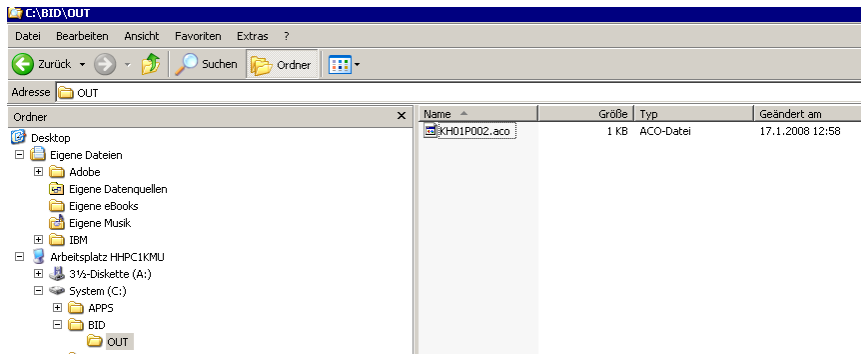 C:\BID\OUT
Datei Bearbeiten Ansicht Favoriten Extras ?
Zurück Suchen Ordner
Adresse OUT
Ordner x Name Größe Typ Geändert am
KH01P002.aco 1 KB ACO-Datei 17.1.2008 12:58
Desktop
Eigene Dateien
Adobe
Eigene Datenquellen
Eigene eBooks
Eigene Musik
IBM
Arbeitsplatz HHPC1KMU
3½-Diskette (A:)
System (C:)
APPS
BID
OUT